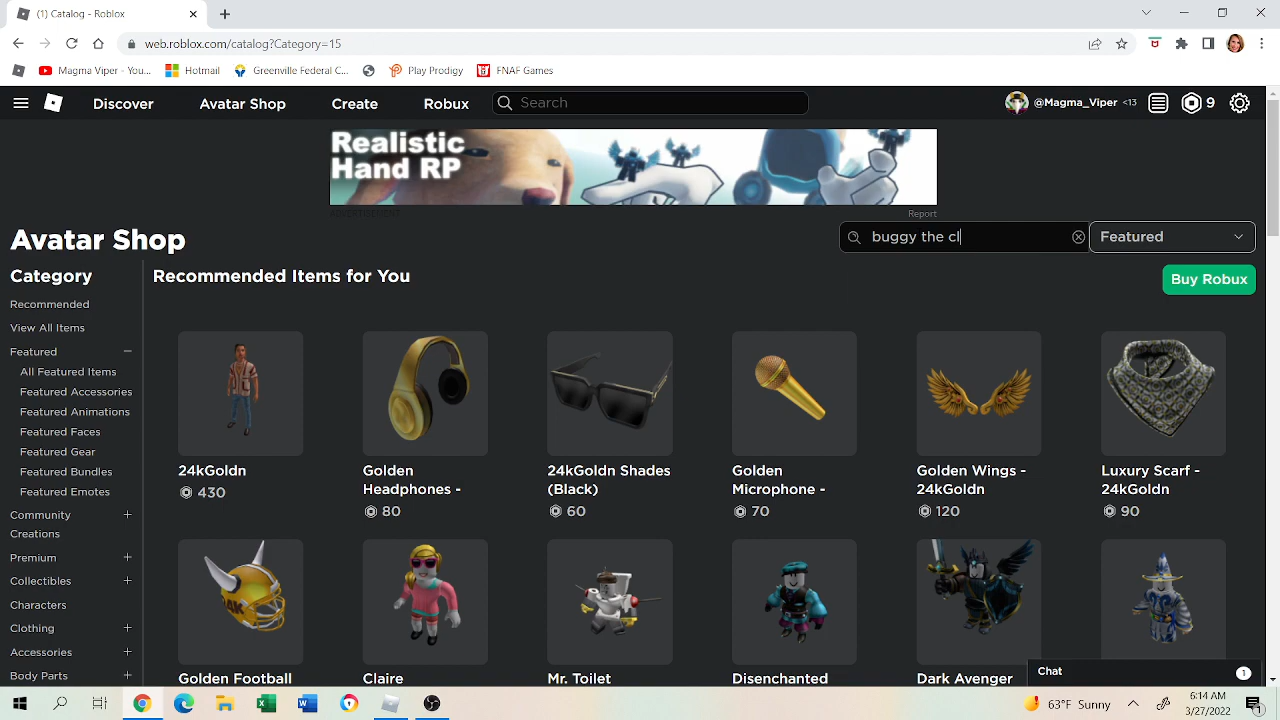 (1) Catalog - Roblox
web.roblox.com/catalog?Category=15
Magma Viper - You...
Hotmail
Greenville Federal C...
Play Prodigy
FNAF Games
Discover
Avatar Shop
Create
Robux
Search
@Magma_Viper <13
9
Realistic
Hand RP
ADVERTISEMENT
Report
Avatar Shop
buggy the cl
Featured
Category
Recommended Items for You
Buy Robux
Recommended
View All Items
Featured
All Featured Items
Featured Accessories
Featured Animations
Featured Faces
Featured Gear
Featured Bundles
Featured Emotes
Community
Creations
Premium
Collectibles
Characters
Clothing
Accessories
Body Parts
24kGoldn
430
Golden
Headphones -
80
24kGoldn Shades
(Black)
60
Golden
Microphone -
70
Golden Wings -
24kGoldn
120
Luxury Scarf -
24kGoldn
90
Golden Football
Claire
Mr. Toilet
Disenchanted
Dark Avenger
Chat
1
63°F Sunny
6:14 AM
3/27/2022
1